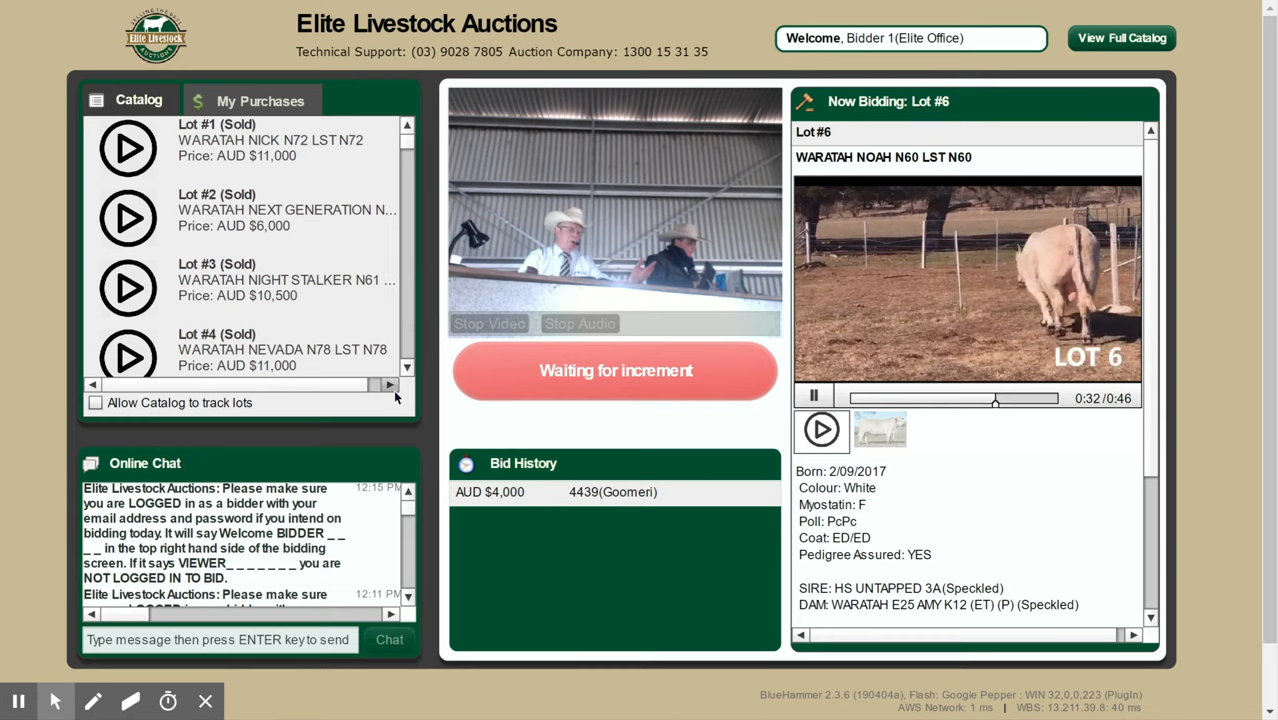 Elite Livestock Auctions
Technical Support: (03) 9028 7805 Auction Company: 1300 15 31 35
Elite Livestock
AUCTIONS
Welcome, Bidder 1(Elite Office)
View Full Catalog
Catalog
My Purchases
Lot #1 (Sold)
WARATAH NICK N72 LST N72
Price: AUD $11,000
Lot #2 (Sold)
WARATAH NEXT GENERATION N...
Price: AUD $6,000
Lot #3 (Sold)
WARATAH NIGHT STALKER N61 ...
Price: AUD $10,500
Lot #4 (Sold)
WARATAH NEVADA N78 LST N78
Price: AUD $11,000
Allow Catalog to track lots
Online Chat
Elite Livestock Auctions: Please make sure 12:15 PM
you are LOGGED in as a bidder with your
email address and password if you intend on
bidding today. It will say Welcome BIDDER _ _
_ _ in the top right hand side of the bidding
screen. If it says VIEWER_ _ _ _ _ _ _ you are
NOT LOGGED IN TO BID.
Elite Livestock Auctions: Please make sure 12:11 PM
Type message then press ENTER key to send
Chat
Stop Video
Stop Audio
Waiting for increment
Bid History
AUD $4,000 4439(Goomeri)
Now Bidding: Lot #6
Lot #6
WARATAH NOAH N60 LST N60
LOT 6
0:32 / 0:46
Born: 2/09/2017
Colour: White
Myostatin: F
Poll: PcPc
Coat: ED/ED
Pedigree Assured: YES
SIRE: HS UNTAPPED 3A (Speckled)
DAM: WARATAH E25 AMY K12 (ET) (P) (Speckled)
BlueHammer 2.3.6 (190404a), Flash: Google Pepper : WIN 32,0,0,223 (PlugIn)
AWS Network: 1 ms | WBS: 13.211.39.8: 40 ms